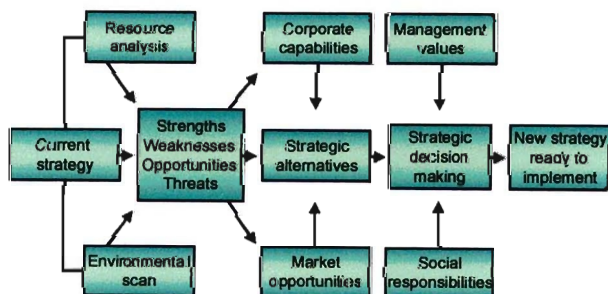 Resource
analysis
Corporate
capabilities
Management
values
Current
strategy
Strengths
Weaknesses
Opportunities
Threats
Strategic
alternatives
Strategic
decision
making
New strategy
ready to
implement
Environmental
scan
Market
opportunities
Social
responsibilities